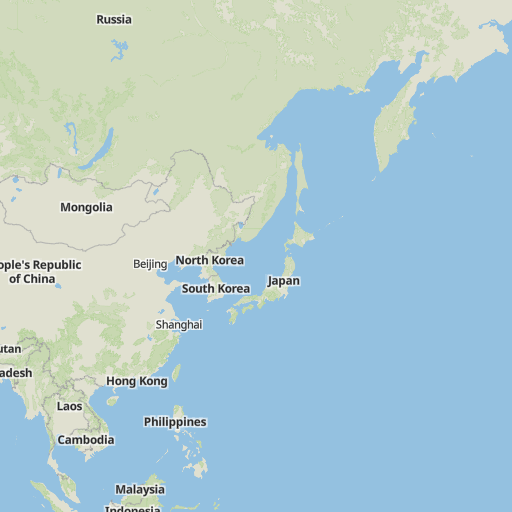 Russia
Mongolia
ople's Republic
of China
Beijing
North Korea
South Korea
Japan
Shanghai
utan
adesh
Hong Kong
Laos
Philippines
Cambodia
Malaysia
Indonesia